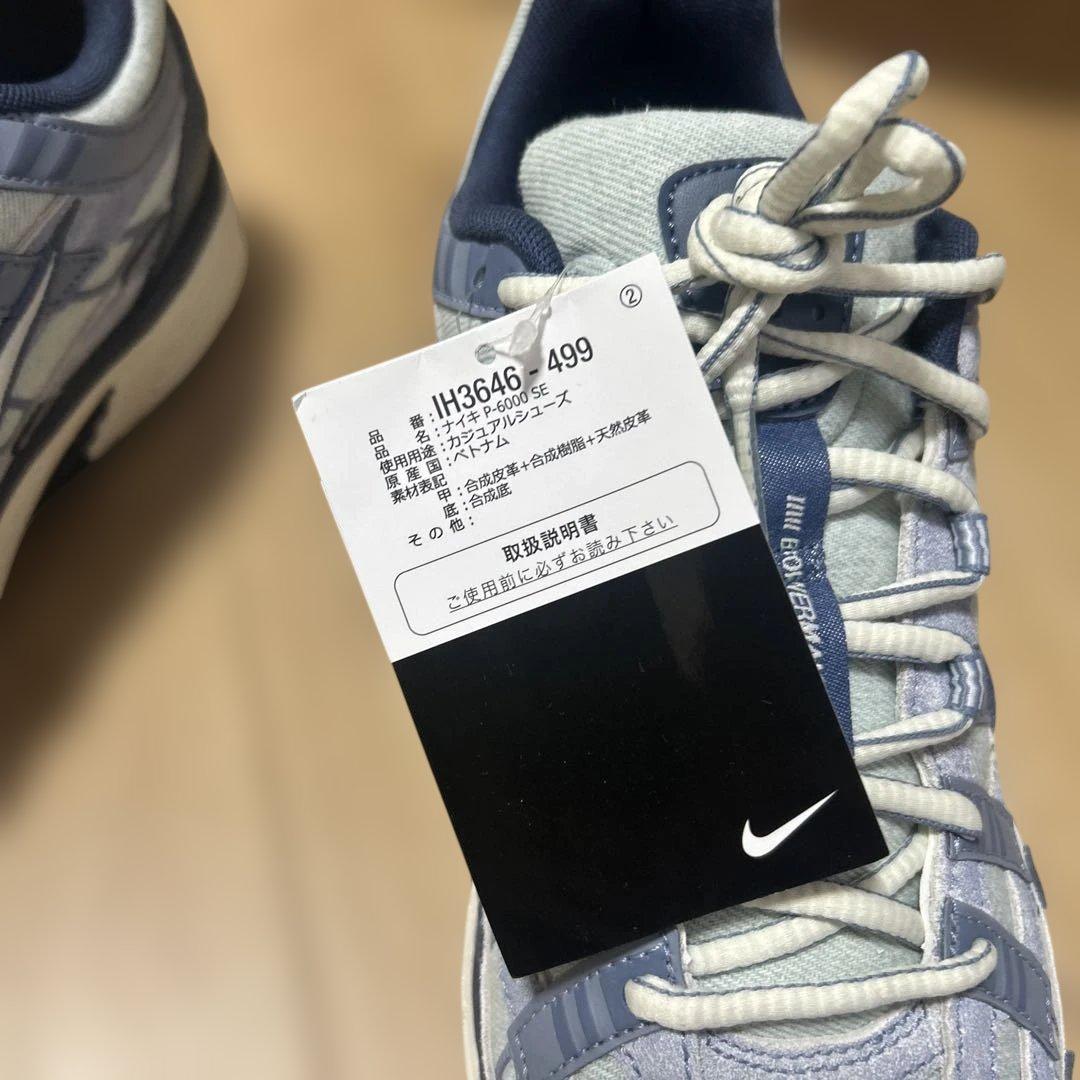 ②
品番:IH3646-499
品名:ナイキ P-6000 SE
使用用途:カジュアルシューズ
原産国:ベトナム
素材表記
甲:合成皮革+合成樹脂+天然皮革
底:合成底
その他:
取扱説明書
ご使用前に必ずお読み下さい
BOWERMAN